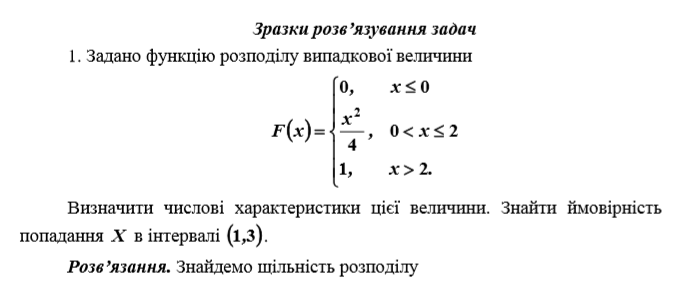 Зразки розв’язування задач
1. Задано функцію розподілу випадкової величини
F(x) = { 0, x ≤ 0
x²/4, 0 < x ≤ 2
1, x > 2.
Визначити числові характеристики цієї величини. Знайти ймовірність
попадання X в інтервалі (1,3).
Розв’язання. Знайдемо щільність розподілу